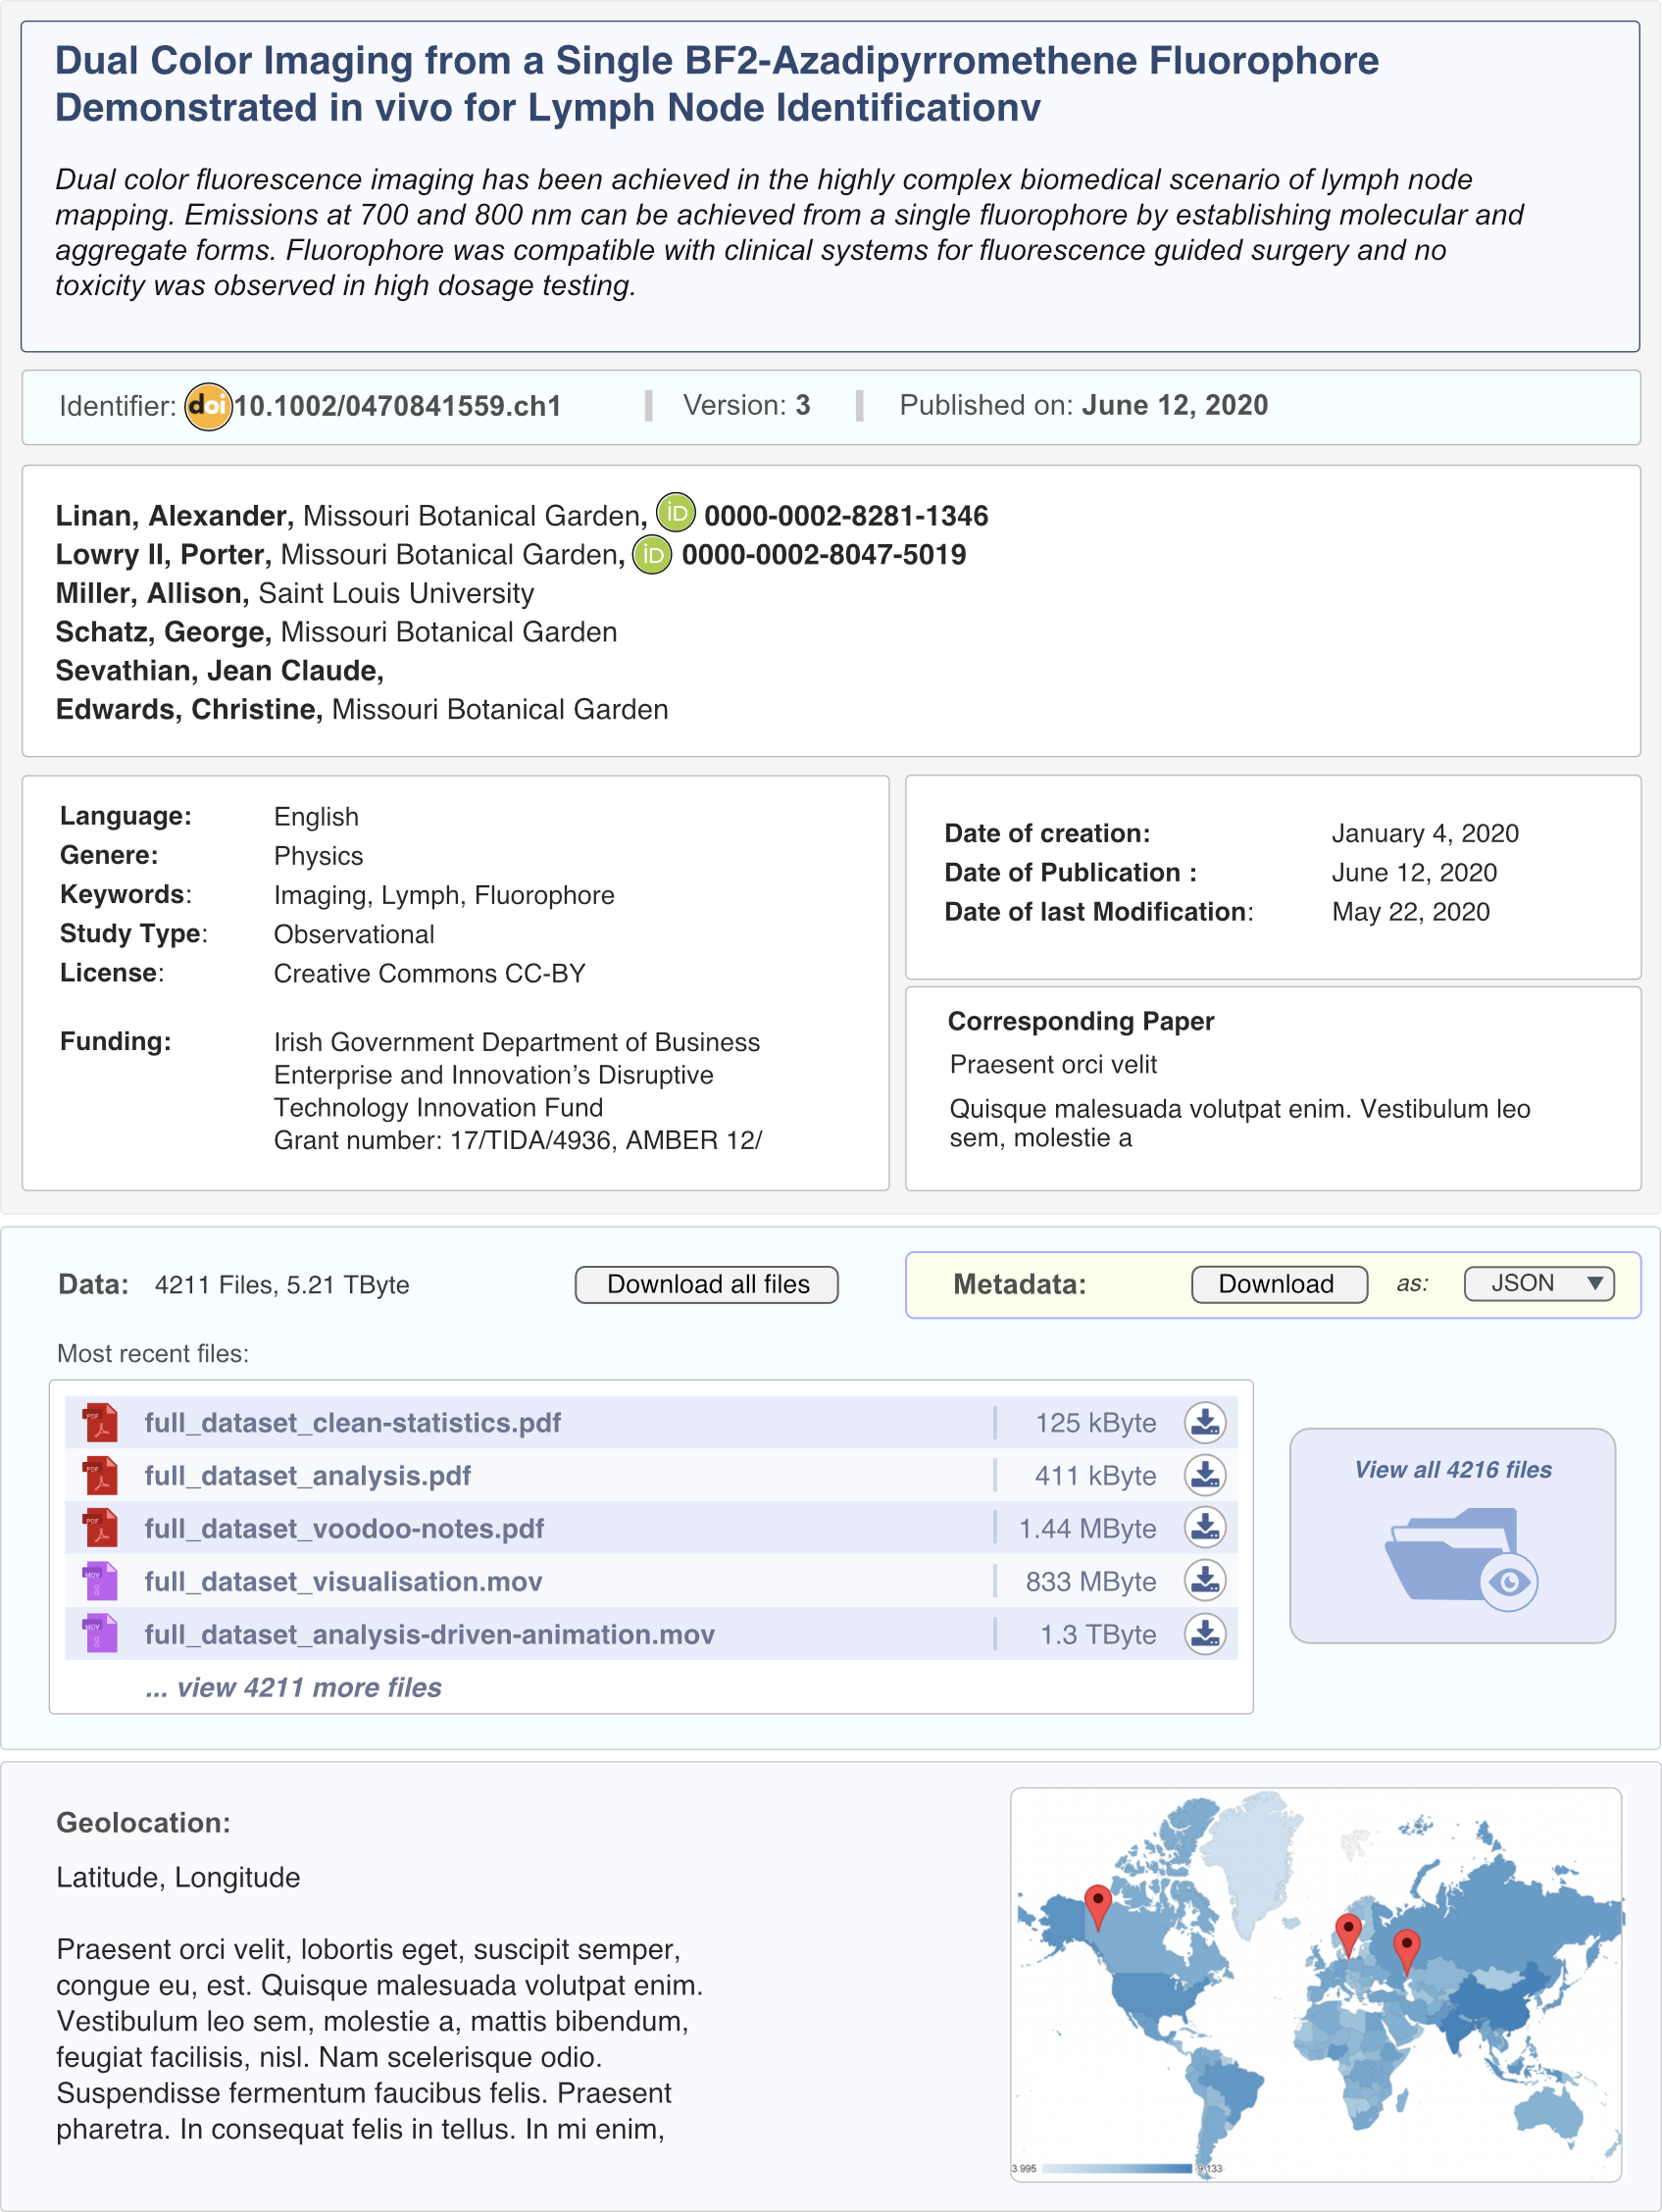 Dual Color Imaging from a Single BF2-Azadipyrromethene Fluorophore
Demonstrated in vivo for Lymph Node Identificationv
Dual color fluorescence imaging has been achieved in the highly complex biomedical scenario of lymph node
mapping. Emissions at 700 and 800 nm can be achieved from a single fluorophore by establishing molecular and
aggregate forms. Fluorophore was compatible with clinical systems for fluorescence guided surgery and no
toxicity was observed in high dosage testing.
Identifier: doi 10.1002/0470841559.ch1 Version: 3 Published on: June 12, 2020
Linan, Alexander, Missouri Botanical Garden, iD 0000-0002-8281-1346
Lowry II, Porter, Missouri Botanical Garden, iD 0000-0002-8047-5019
Miller, Allison, Saint Louis University
Schatz, George, Missouri Botanical Garden
Sevathian, Jean Claude,
Edwards, Christine, Missouri Botanical Garden
Language: English
Genere: Physics
Keywords: Imaging, Lymph, Fluorophore
Study Type: Observational
License: Creative Commons CC-BY
Funding: Irish Government Department of Business
Enterprise and Innovation’s Disruptive
Technology Innovation Fund
Grant number: 17/TIDA/4936, AMBER 12/
Date of creation: January 4, 2020
Date of Publication : June 12, 2020
Date of last Modification: May 22, 2020
Corresponding Paper
Praesent orci velit
Quisque malesuada volutpat enim. Vestibulum leo
sem, molestie a
Data: 4211 Files, 5.21 TByte Download all files
Metadata: Download as: JSON
Most recent files:
PDF full_dataset_clean-statistics.pdf 125 kByte
PDF full_dataset_analysis.pdf 411 kByte
PDF full_dataset_voodoo-notes.pdf 1.44 MByte
MOV full_dataset_visualisation.mov 833 MByte
MOV full_dataset_analysis-driven-animation.mov 1.3 TByte
... view 4211 more files
View all 4216 files
Geolocation:
Latitude, Longitude
Praesent orci velit, lobortis eget, suscipit semper,
congue eu, est. Quisque malesuada volutpat enim.
Vestibulum leo sem, molestie a, mattis bibendum,
feugiat facilisis, nisl. Nam scelerisque odio.
Suspendisse fermentum faucibus felis. Praesent
pharetra. In consequat felis in tellus. In mi enim,
3.995 9.133